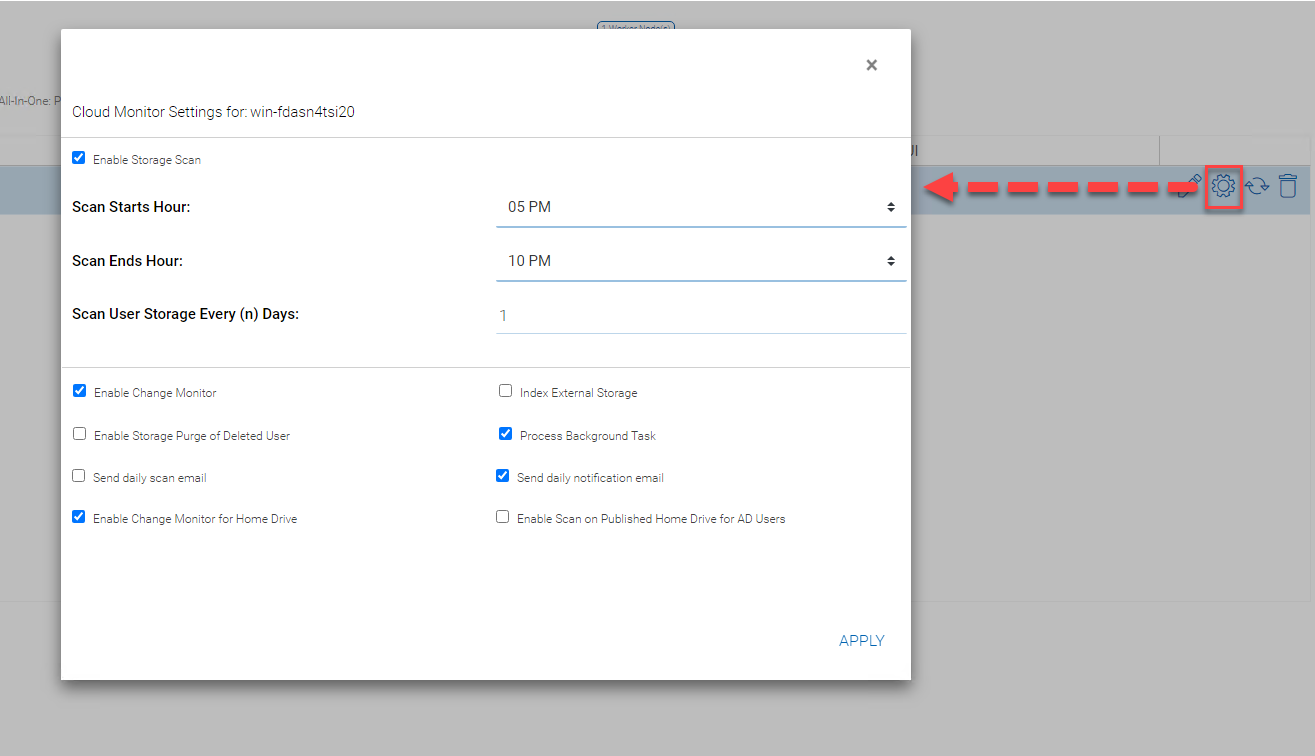 1 Worker Node(s)
×
All-In-One: P
Cloud Monitor Settings for: win-fdasn4tsi20
UI
Enable Storage Scan
Scan Starts Hour: 05 PM
Scan Ends Hour: 10 PM
Scan User Storage Every (n) Days: 1
Enable Change Monitor Index External Storage
Enable Storage Purge of Deleted User Process Background Task
Send daily scan email Send daily notification email
Enable Change Monitor for Home Drive Enable Scan on Published Home Drive for AD Users
APPLY